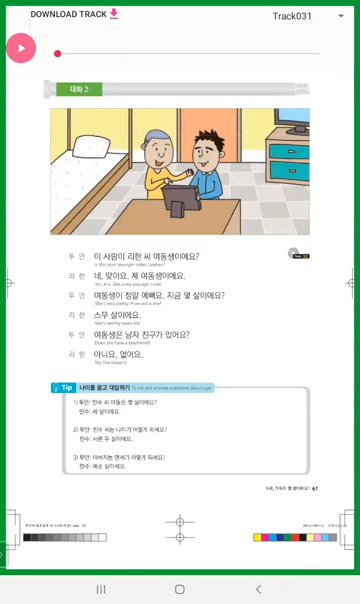 DOWNLOAD TRACK
Track031
대화 2
투 안 이 사람이 리한 씨 여동생이에요?
Is this your younger sister, Leehan?
리 한 네, 맞아요. 제 여동생이에요.
Yes, it is. She is my younger sister.
투 안 여동생이 정말 예뻐요. 지금 몇 살이에요?
She's very pretty. How old is she?
리 한 스무 살이에요.
She's twenty years old.
투 안 여동생은 남자 친구가 있어요?
Does she have a boyfriend?
리 한 아니요, 없어요.
No, she doesn't.
Tip 나이를 묻고 대답하기 To ask and answer questions about age
1) 투안: 민수 씨 아들은 몇 살이에요?
민수: 세 살이에요.
2) 투안: 민수 씨는 나이가 어떻게 되세요?
민수: 서른 두 살이에요.
3) 투안: 아버지는 연세가 어떻게 되세요?
민수: 예순 살이세요.
67